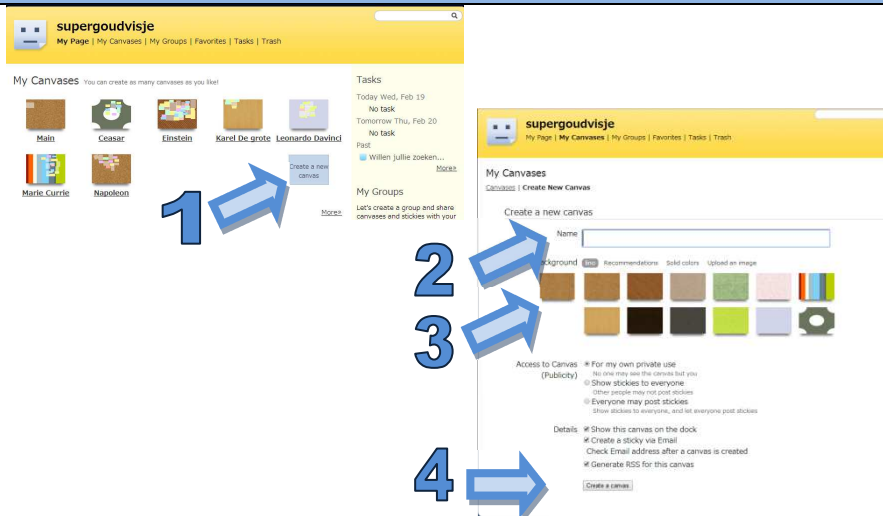 supergoudvisje
My Page | My Canvases | My Groups | Favorites | Tasks | Trash
My Canvases You can create as many canvases as you like!
Main
Ceasar
Einstein
Karel De grote
Leonardo Davinci
Marie Currie
Napoleon
Create a new
canvas
More»
Tasks
Today Wed, Feb 19
No task
Tomorrow Thu, Feb 20
No task
Past
Willen jullie zoeken...
More»
My Groups
Let's create a group and share
canvases and stickies with your
1
supergoudvisje
My Page | My Canvases | My Groups | Favorites | Tasks | Trash
My Canvases
Canvases | Create New Canvas
Create a new canvas
2
Name
ckground
Recommendations Solid colors Upload an image
3
Access to Canvas
(Publicity)
For my own private use
No one may see the canvas but you
Show stickies to everyone
Other people may not post stickies
Everyone may post stickies
Show stickies to everyone, and let everyone post stickies
Details
Show this canvas on the dock
Create a sticky via Email
Check Email address after a canvas is created
Generate RSS for this canvas
4
Create a canvas